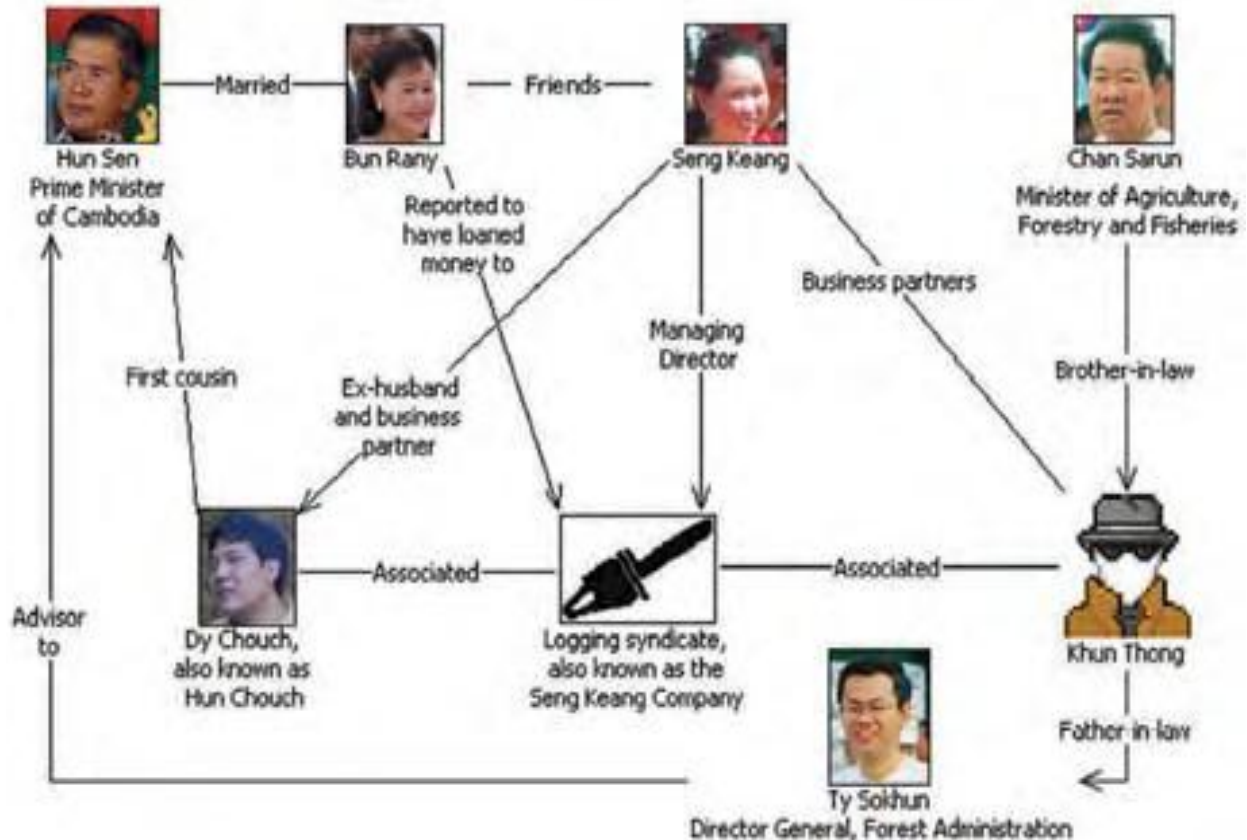 Married
Friends
Hun Sen
Prime Minister
of Cambodia
Bun Rany
Seng Keang
Chan Sarun
Minister of Agriculture,
Forestry and Fisheries
Reported to
have loaned
money to
Business partners
Managing
Director
First cousin
Ex-husband
and business
partner
Brother-in-law
Associated
Associated
Advisor
to
Dy Chouch,
also known as
Hun Chouch
Logging syndicate,
also known as the
Seng Keang Company
Khun Thong
Father-in-law
Ty Sokhun
Director General, Forest Administration